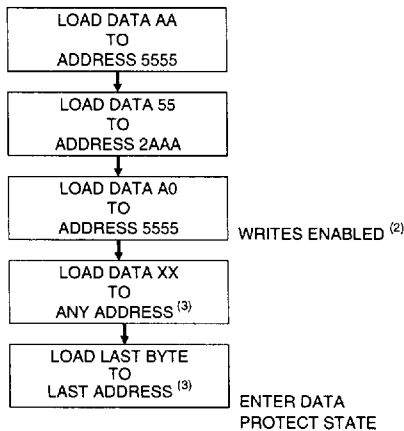 LOAD DATA AA
TO
ADDRESS 5555
LOAD DATA 55
TO
ADDRESS 2AAA
LOAD DATA A0
TO
ADDRESS 5555
WRITES ENABLED (2)
LOAD DATA XX
TO
ANY ADDRESS (3)
LOAD LAST BYTE
TO
LAST ADDRESS (3)
ENTER DATA
PROTECT STATE